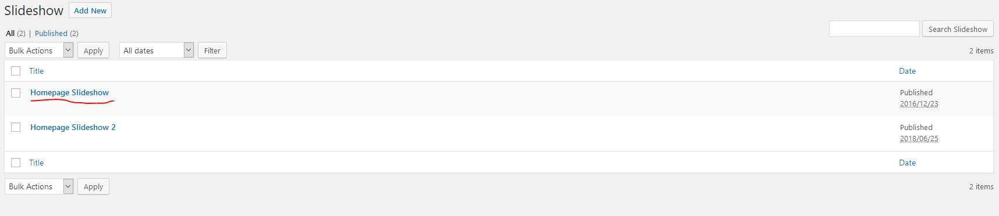 Slideshow Add New
All (2) | Published (2)
Search Slideshow
Bulk Actions Apply All dates Filter 2 items
Title Date
Homepage Slideshow Published
2016/12/23
Homepage Slideshow 2 Published
2018/06/25
Title Date
Bulk Actions Apply 2 items